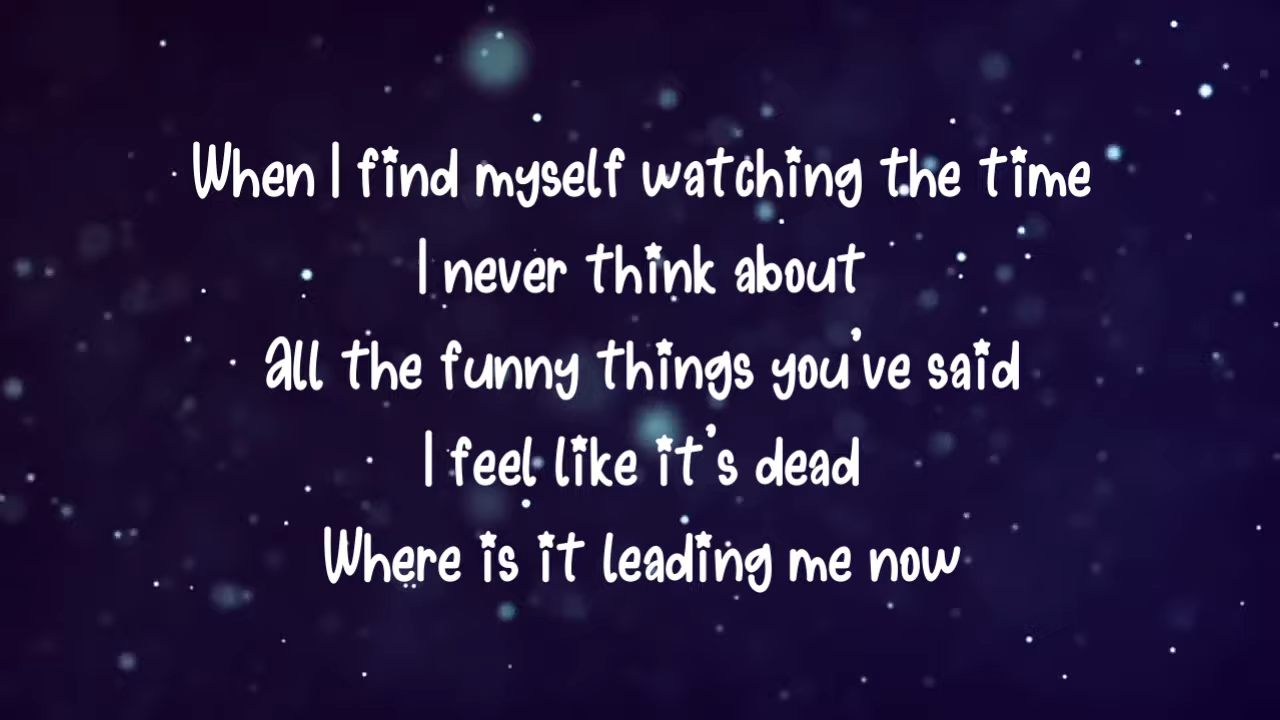 When I find myself watching the time
I never think about
All the funny things you've said
I feel like it's dead
Where is it leading me now